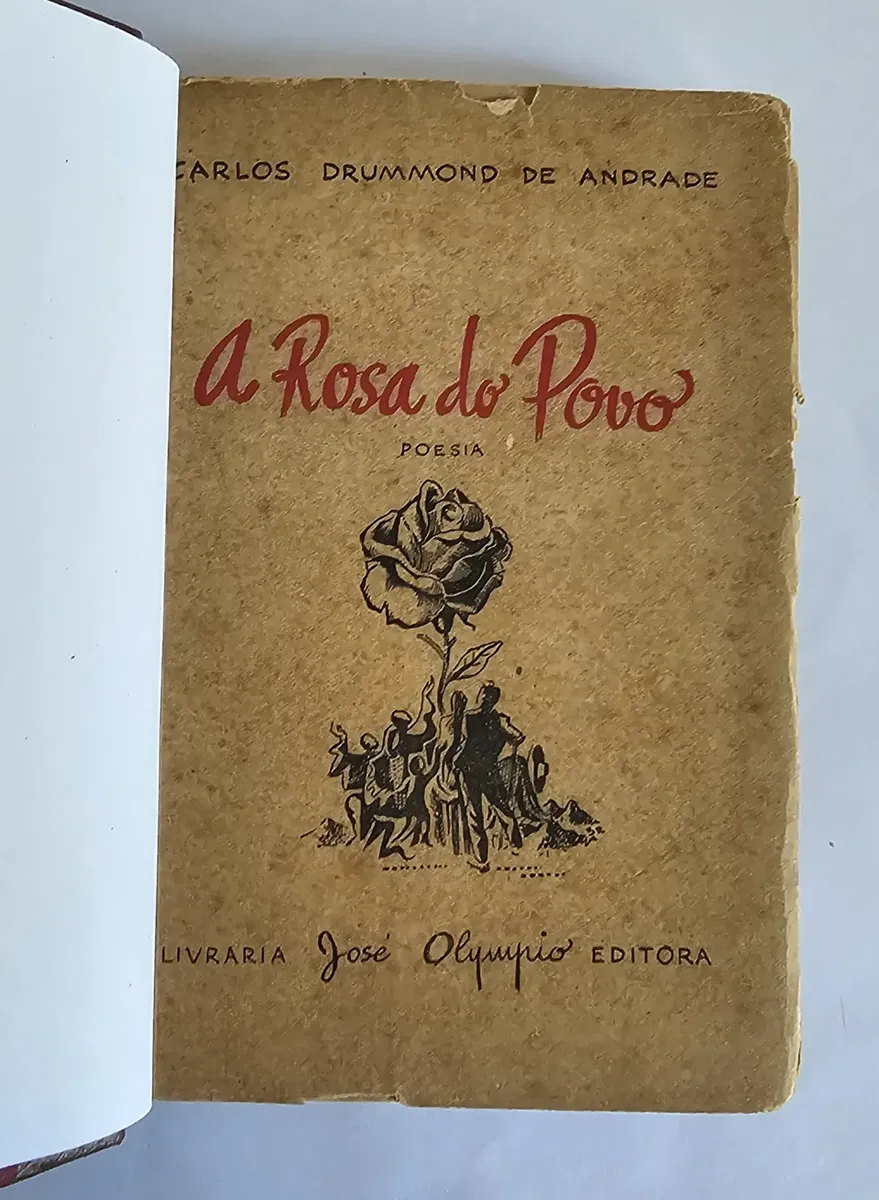 CARLOS DRUMMOND DE ANDRADE
A Rosa do Povo
POESIA
LIVRARIA José Olympio EDITORA